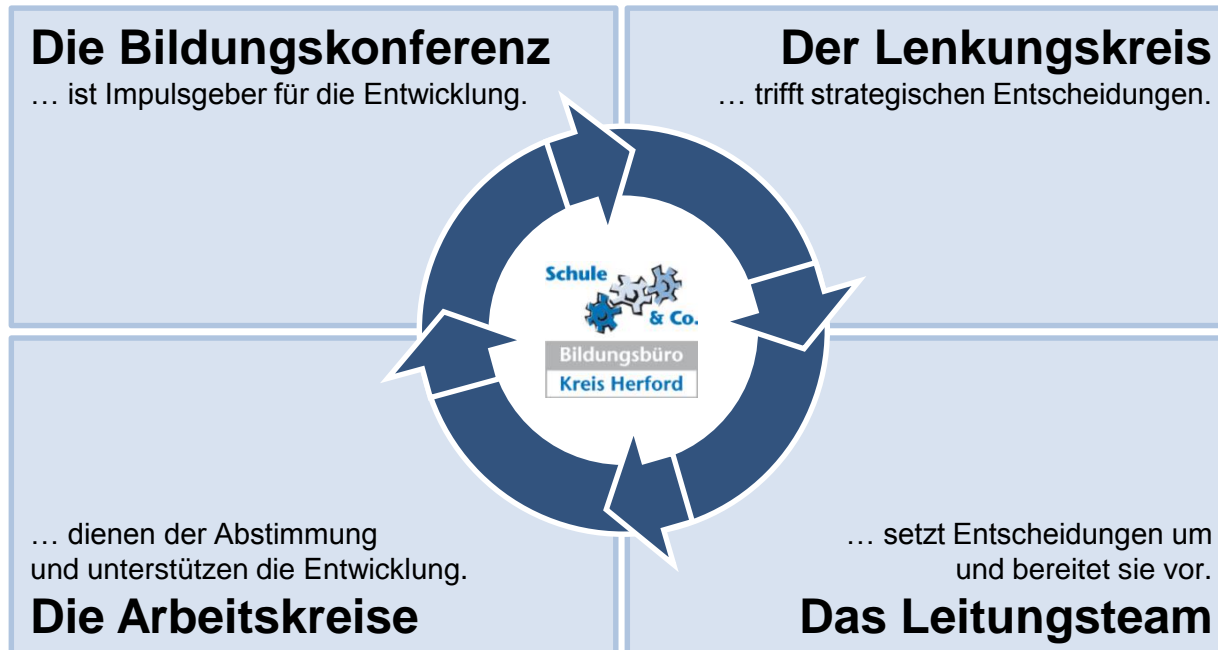 Die Bildungskonferenz
… ist Impulsgeber für die Entwicklung.
Der Lenkungskreis
… trifft strategischen Entscheidungen.
Schule
& Co.
Bildungsbüro
Kreis Herford
… dienen der Abstimmung
und unterstützen die Entwicklung.
Die Arbeitskreise
… setzt Entscheidungen um
und bereitet sie vor.
Das Leitungsteam